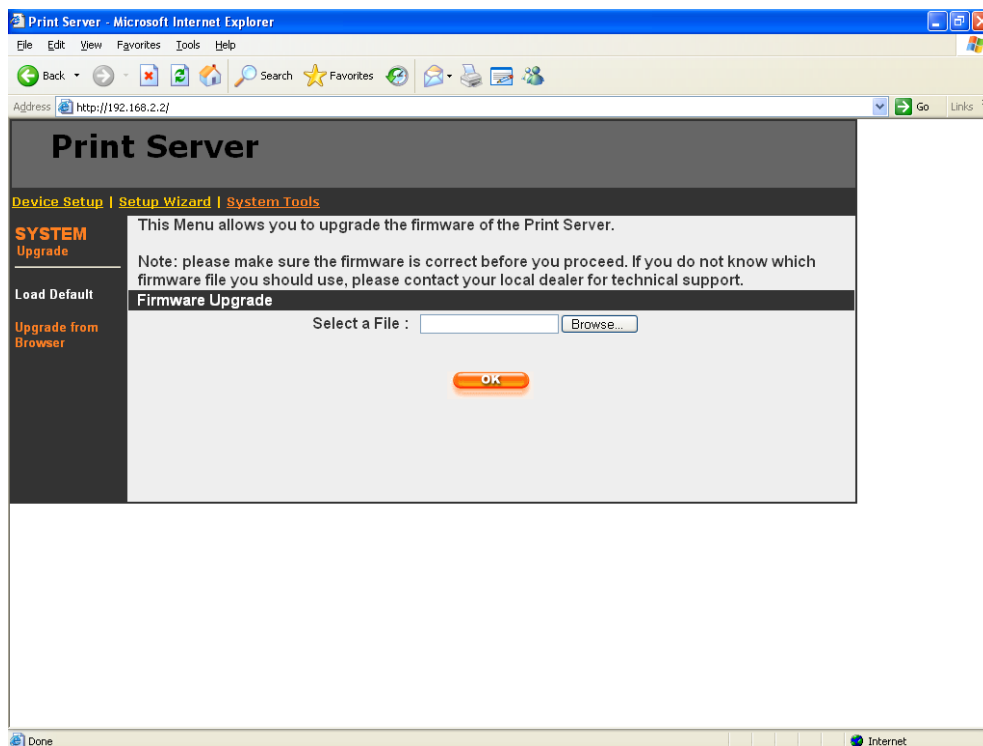 Print Server - Microsoft Internet Explorer
File Edit View Favorites Tools Help
Back Search Favorites
Address http://192.168.2.2/ Go Links
Print Server
Device Setup | Setup Wizard | System Tools
SYSTEM
Upgrade
Load Default
Upgrade from
Browser
This Menu allows you to upgrade the firmware of the Print Server.
Note: please make sure the firmware is correct before you proceed. If you do not know which
firmware file you should use, please contact your local dealer for technical support.
Firmware Upgrade
Select a File : Browse...
OK
Done Internet